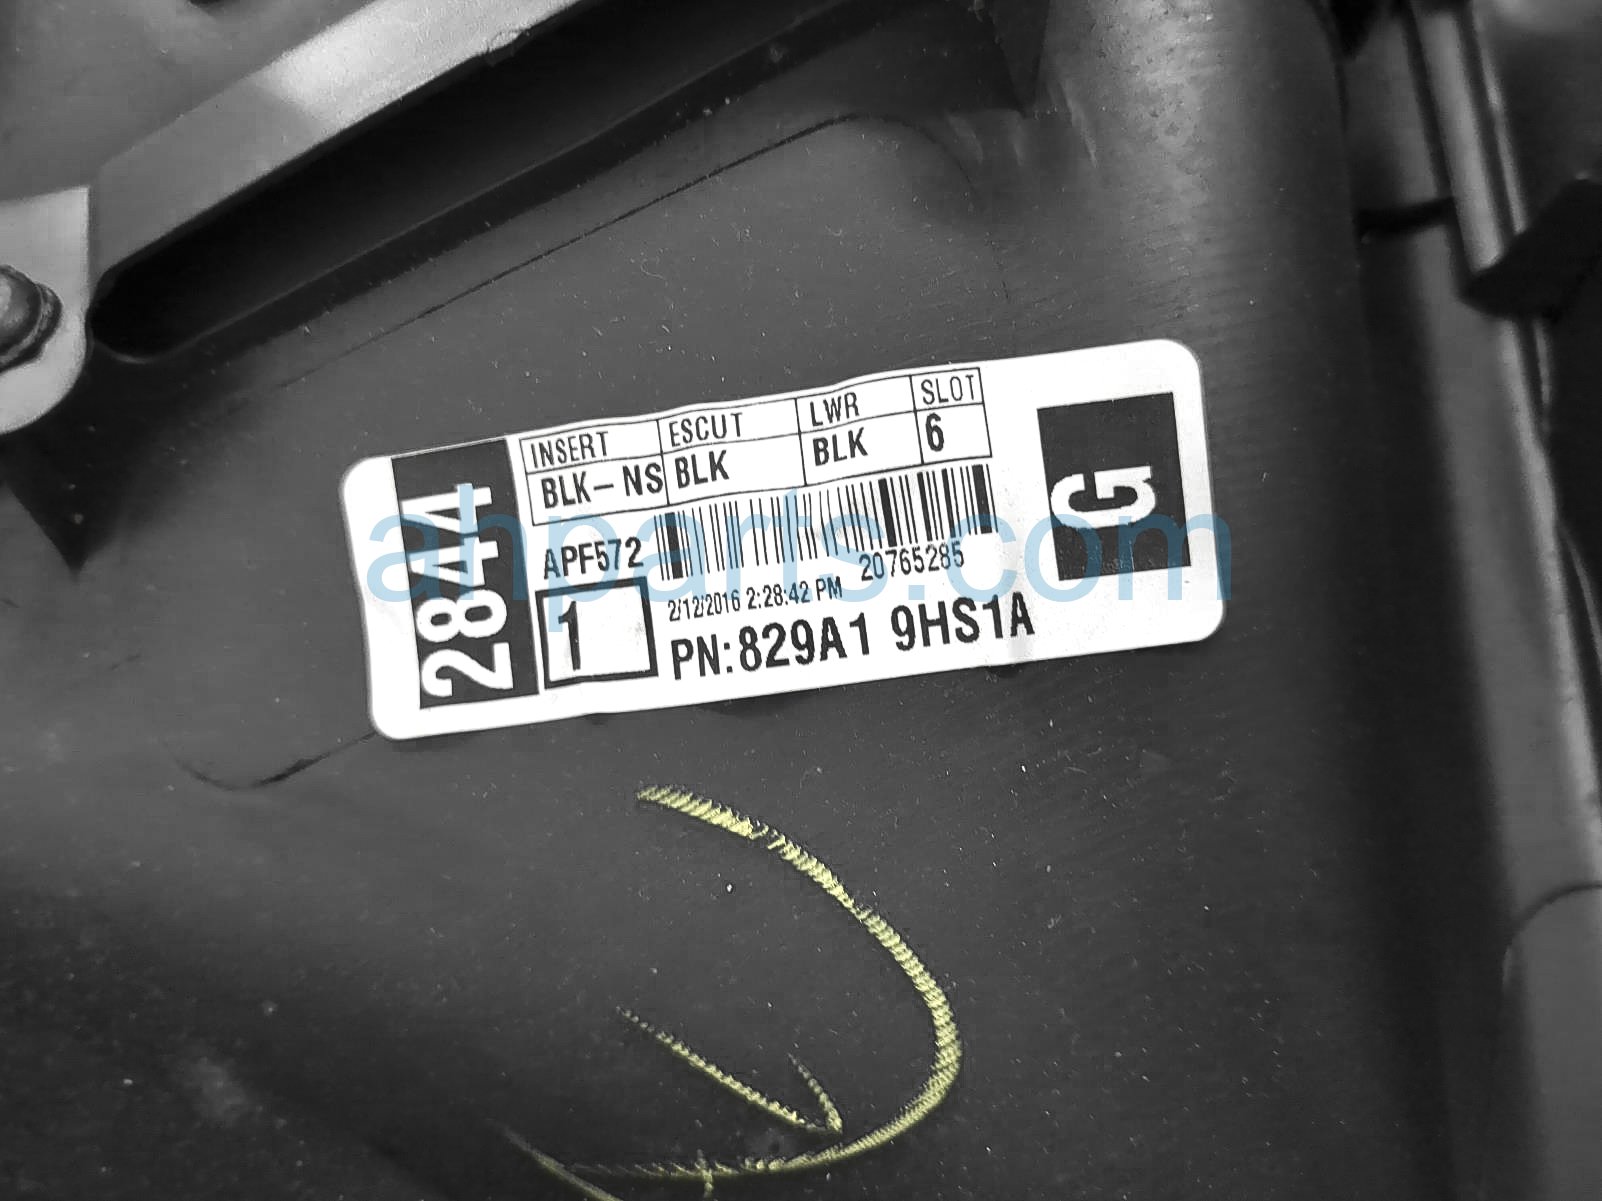 2844
INSERT ESCUT LWR SLOT
BLK-NS BLK BLK 6
APF572
20765285
1
2/12/2016 2:28:42 PM
PN:829A1 9HS1A
G
ahparts.com